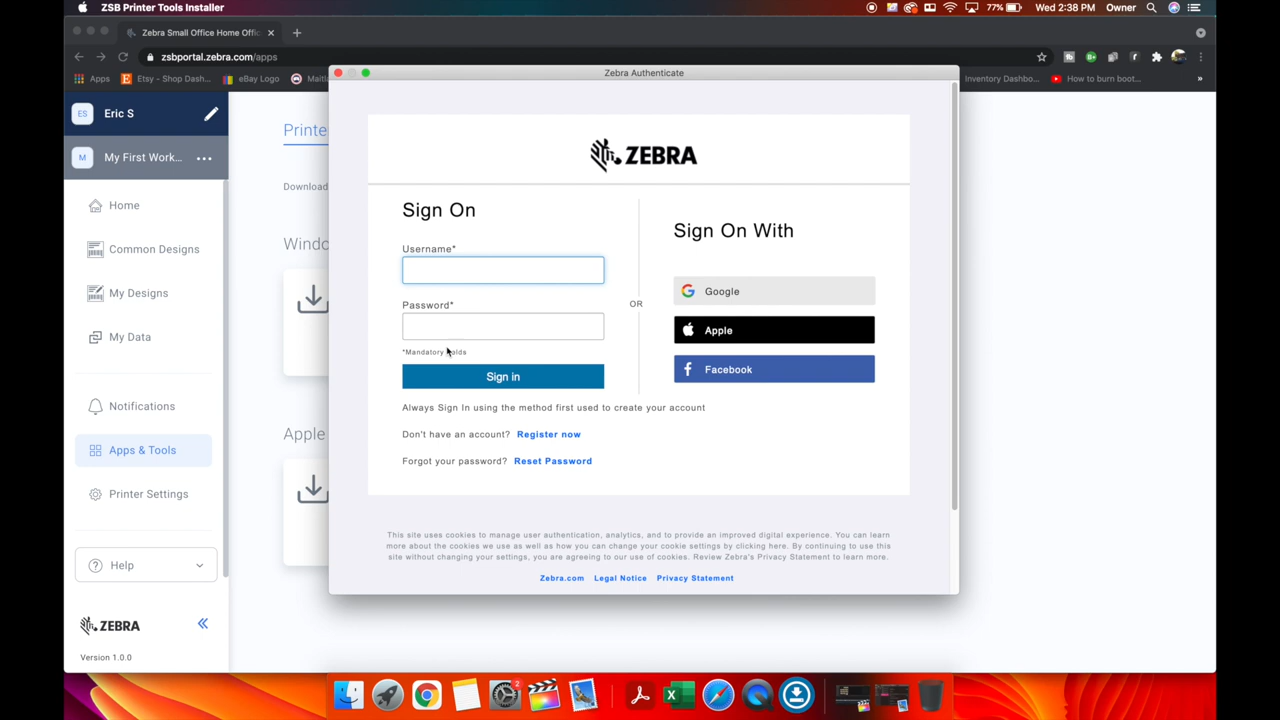 ZSB Printer Tools Installer
77%
Wed 2:38 PM
Owner
Zebra Small Office Home Offi
zsbportal.zebra.com/apps
Apps
Etsy - Shop Dash...
eBay Logo
Inventory Dashbo...
How to burn boot...
Zebra Authenticate
ES
Eric S
M
My First Work...
Home
Common Designs
My Designs
My Data
Notifications
Apps & Tools
Printer Settings
Help
ZEBRA
Version 1.0.0
Printe
Download
Windo
Apple
ZEBRA
Sign On
Username*
Password*
*Mandatory
Sign in
OR
Sign On With
Google
Apple
Facebook
Always Sign In using the method first used to create your account
Don't have an account? Register now
Forgot your password? Reset Password
This site uses cookies to manage user authentication, analytics, and to provide an improved digital experience. You can learn
more about the cookies we use as well as how you can change your cookie settings by clicking here. By continuing to use this
site without changing your settings, you are agreeing to our use of cookies. Review Zebra's Privacy Statement to learn more.
Zebra.com Legal Notice Privacy Statement